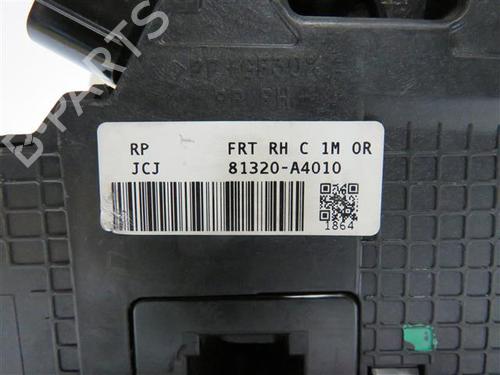 RP FRT RH C 1M OR
JCJ 81320-A4010
1864
B-PARTS